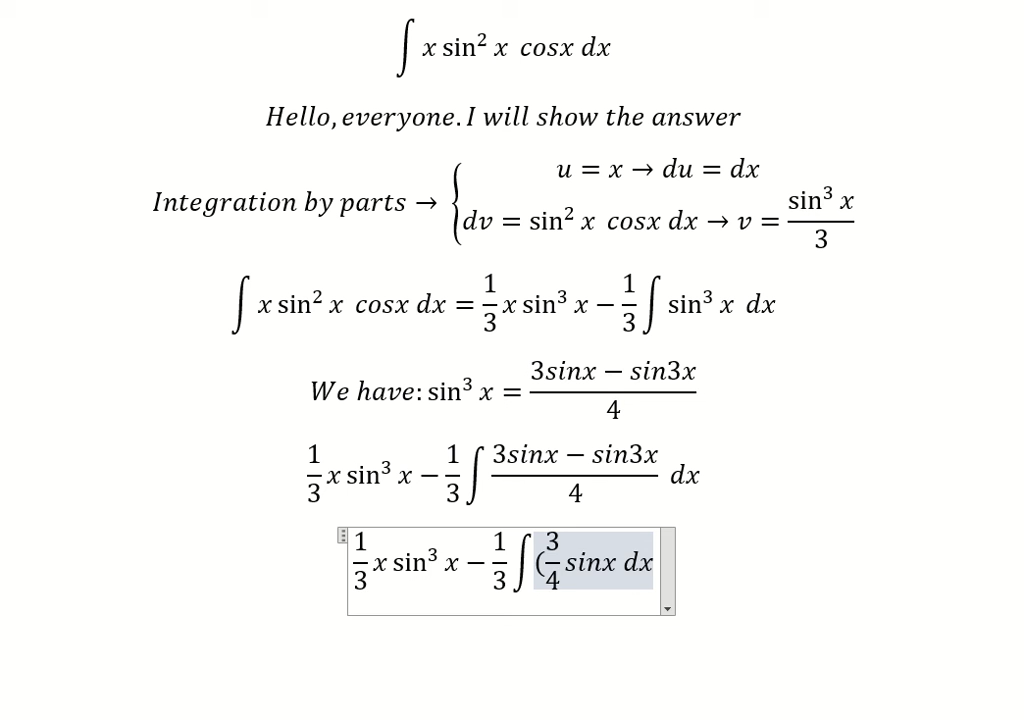 ∫ x sin² x cosx dx
Hello, everyone. I will show the answer
Integration by parts → { u = x → du = dx
dv = sin² x cosx dx → v = sin³ x / 3
∫ x sin² x cosx dx = 1/3 x sin³ x − 1/3 ∫ sin³ x dx
We have: sin³ x = 3sinx − sin3x / 4
1/3 x sin³ x − 1/3 ∫ 3sinx − sin3x / 4 dx
1/3 x sin³ x − 1/3 ∫ (3/4 sinx dx